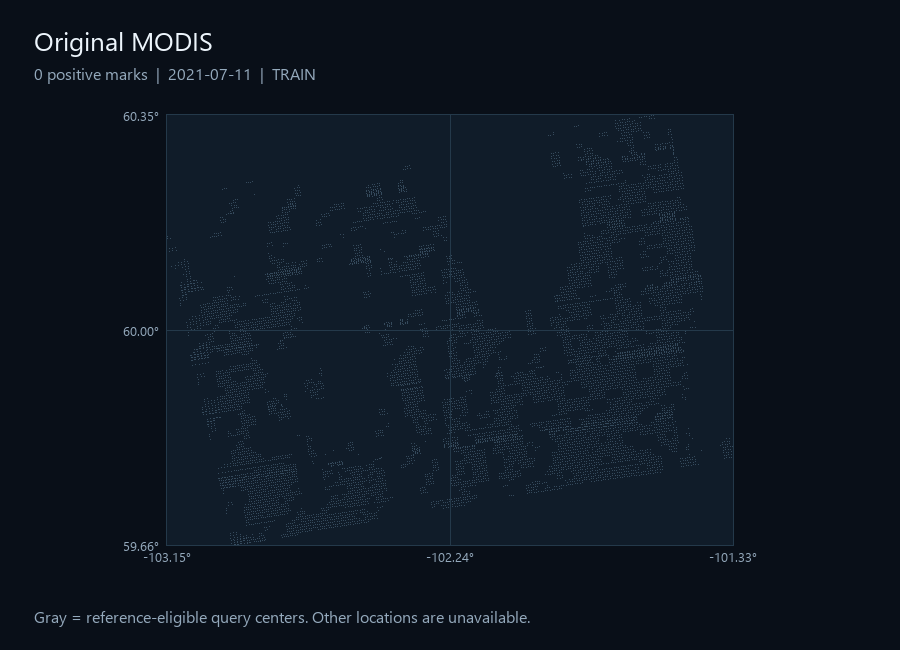 Original MODIS
0 positive marks | 2021-07-11 | TRAIN
60.35°
60.00°
59.66°
-103.15°
-102.24°
-101.33°
Gray = reference-eligible query centers. Other locations are unavailable.